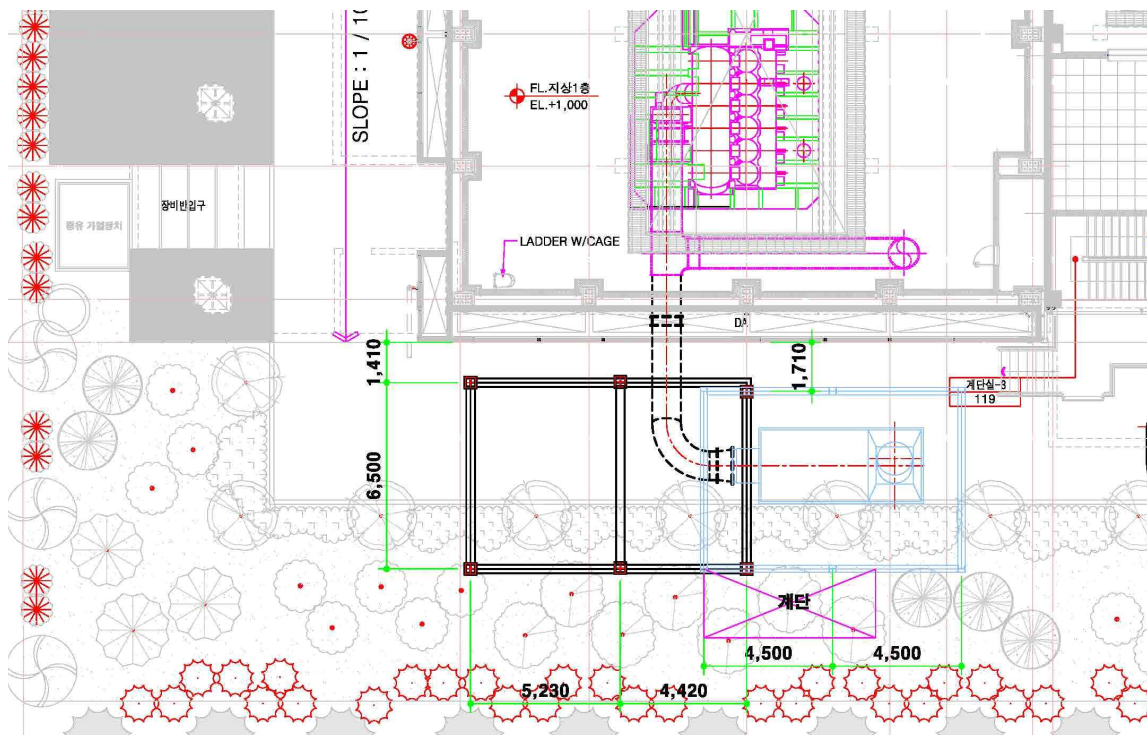 SLOPE : 1 / 10
FL.지상1층
EL.+1,000
장비반입구
중유 가열장치
LADDER W/CAGE
DA
1,410
1,710
계단실-3
119
6,500
계단
4,500
4,500
5,230
4,420